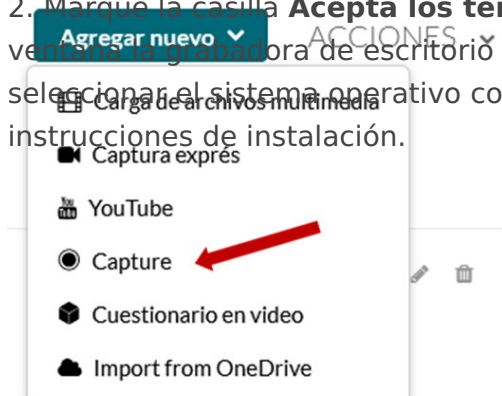 2. Marque la casilla Acepta los tér
Agregar nuevo ACCIONES
ventana la grabadora de escritorio
seleccionar el sistema operativo co
Carga de archivos multimedia
instrucciones de instalación.
Captura exprés
YouTube
Capture
Cuestionario en video
Import from OneDrive